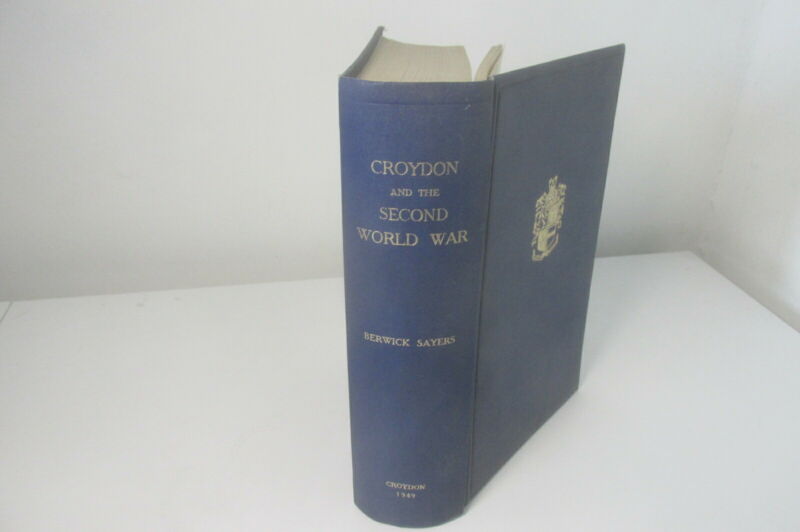 CROYDON
AND THE
SECOND
WORLD WAR
BERWICK SAYERS
CROYDON
1949